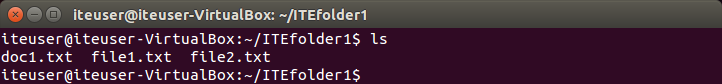 iteuser@iteuser-VirtualBox: ~/ITEfolder1
iteuser@iteuser-VirtualBox:~/ITEfolder1$ ls
doc1.txt  file1.txt  file2.txt
iteuser@iteuser-VirtualBox:~/ITEfolder1$